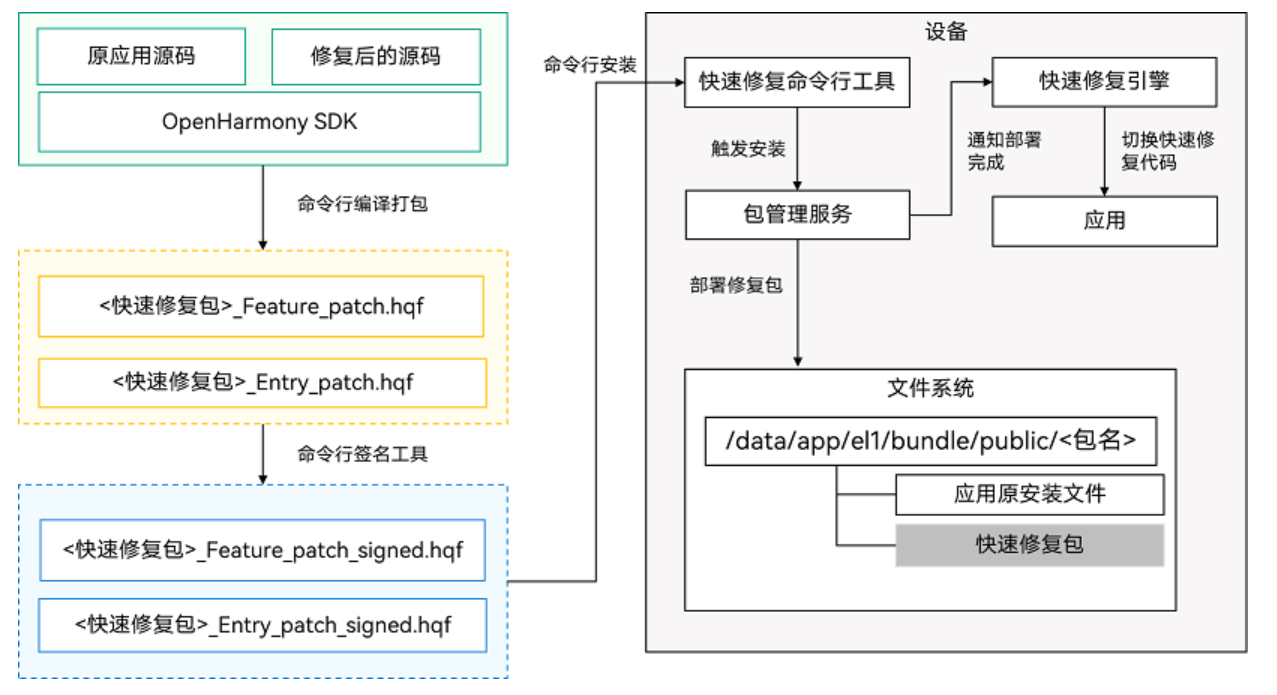 原应用源码
修复后的源码
OpenHarmony SDK
命令行编译打包
<快速修复包>_Feature_patch.hqf
<快速修复包>_Entry_patch.hqf
命令行签名工具
<快速修复包>_Feature_patch_signed.hqf
<快速修复包>_Entry_patch_signed.hqf
命令行安装
设备
快速修复命令行工具
快速修复引擎
触发安装
通知部署
完成
切换快速修
复代码
包管理服务
应用
部署修复包
文件系统
/data/app/el1/bundle/public/<包名>
应用原安装文件
快速修复包